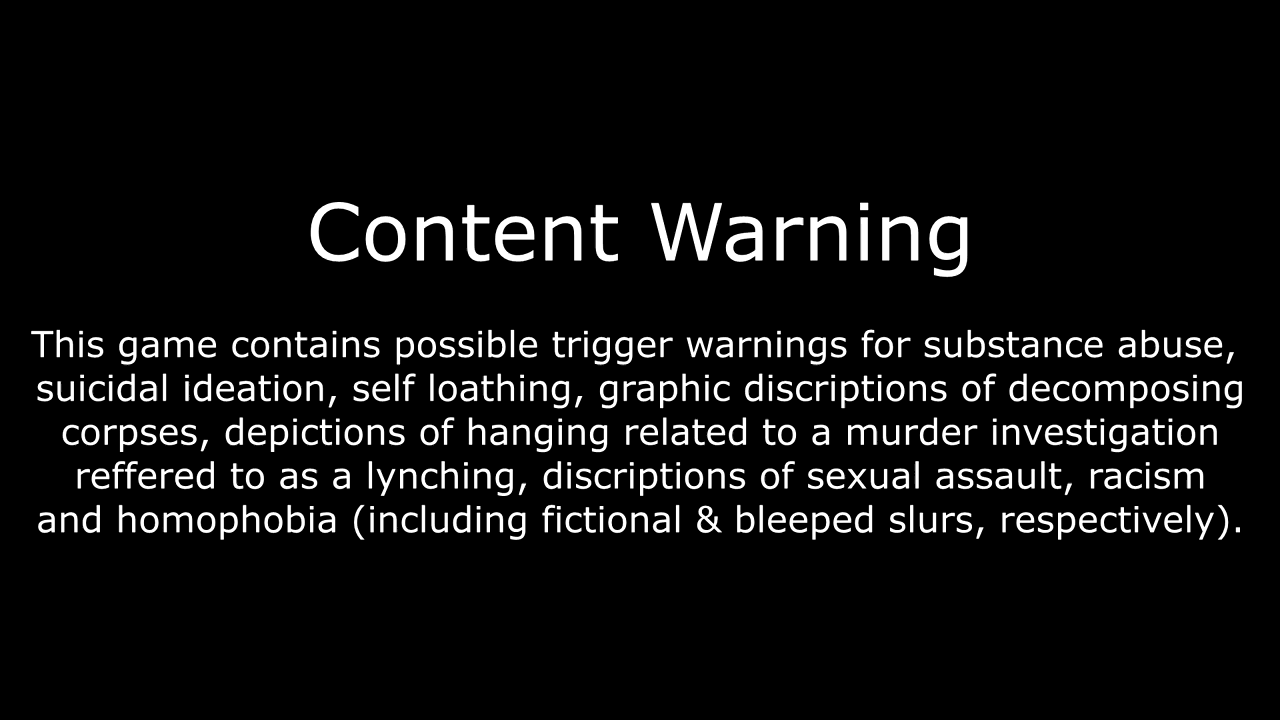 Content Warning
This game contains possible trigger warnings for substance abuse,
suicidal ideation, self loathing, graphic discriptions of decomposing
corpses, depictions of hanging related to a murder investigation
reffered to as a lynching, discriptions of sexual assault, racism
and homophobia (including fictional & bleeped slurs, respectively).